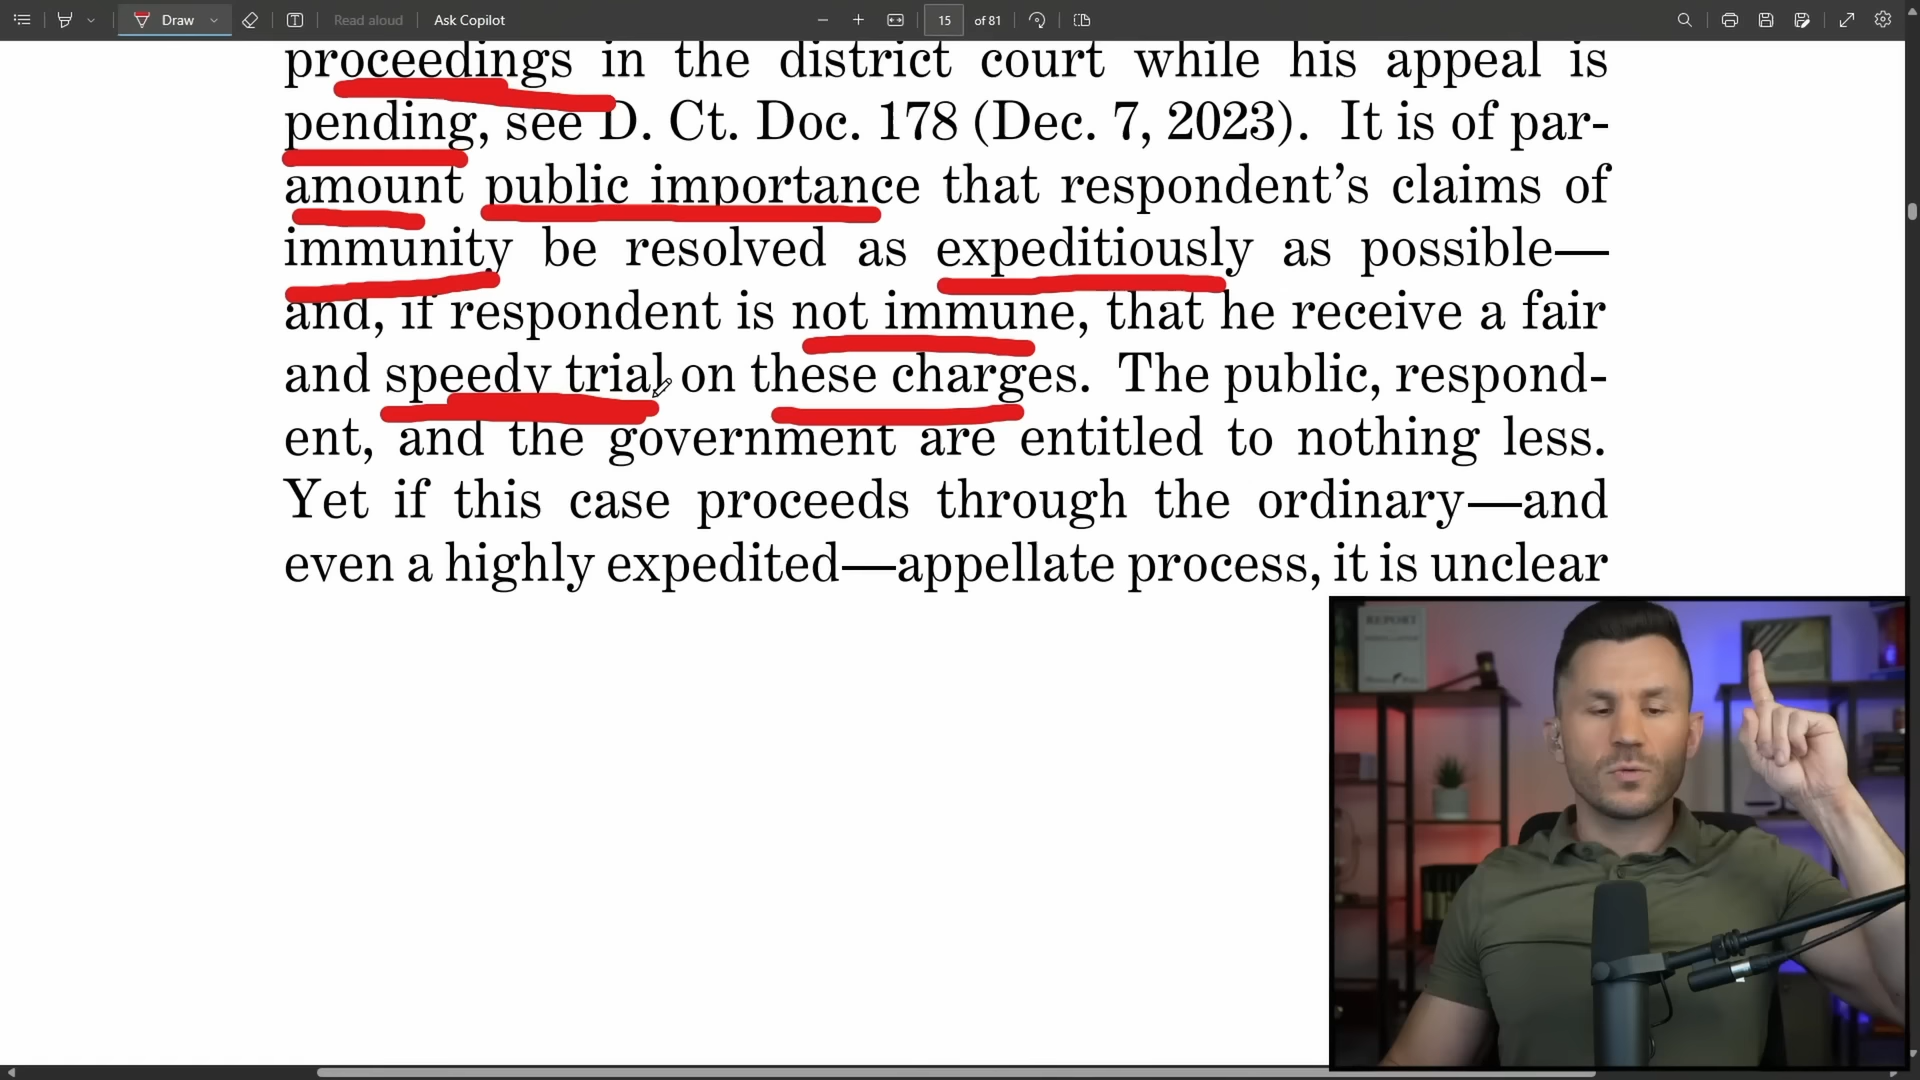 Draw
Read aloud
Ask Copilot
15
of 81
proceedings in the district court while his appeal is
pending, see D. Ct. Doc. 178 (Dec. 7, 2023). It is of par-
amount public importance that respondent’s claims of
immunity be resolved as expeditiously as possible—
and, if respondent is not immune, that he receive a fair
and speedy trial on these charges. The public, respond-
ent, and the government are entitled to nothing less.
Yet if this case proceeds through the ordinary—and
even a highly expedited—appellate process, it is unclear
REPORT